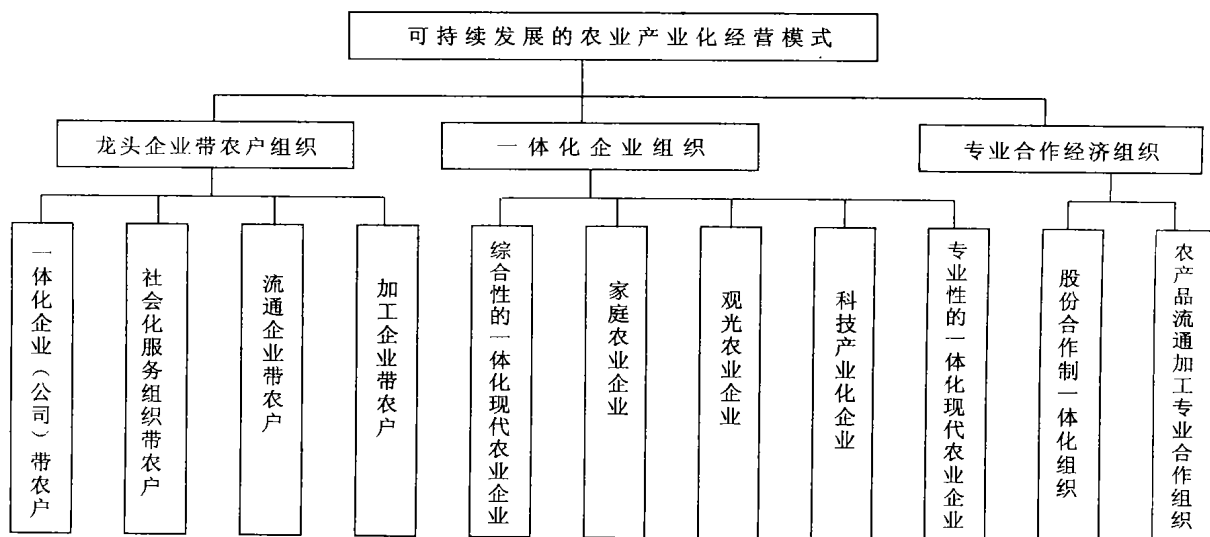 可持续发展的农业产业化经营模式
龙头企业带农户组织
一体化企业组织
专业合作经济组织
一体化企业（公司）带农户
社会化服务组织带农户
流通企业带农户
加工企业带农户
综合性的一体化现代农业企业
家庭农业企业
观光农业企业
科技产业化企业
专业性的一体化现代农业企业
股份合作制一体化组织
农产品流通加工专业合作组织